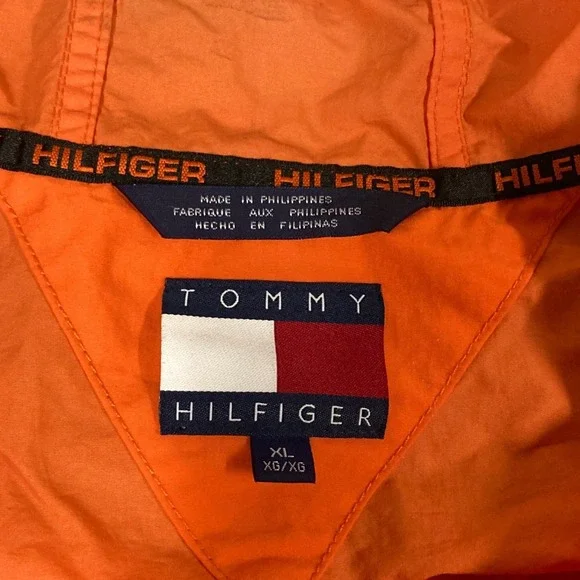 HILFIGER HILFIGER HILFIGER
MADE IN PHILIPPINES
FABRIQUE AUX PHILIPPINES
HECHO EN FILIPINAS
TOMMY
HILFIGER
XL
XG/XG